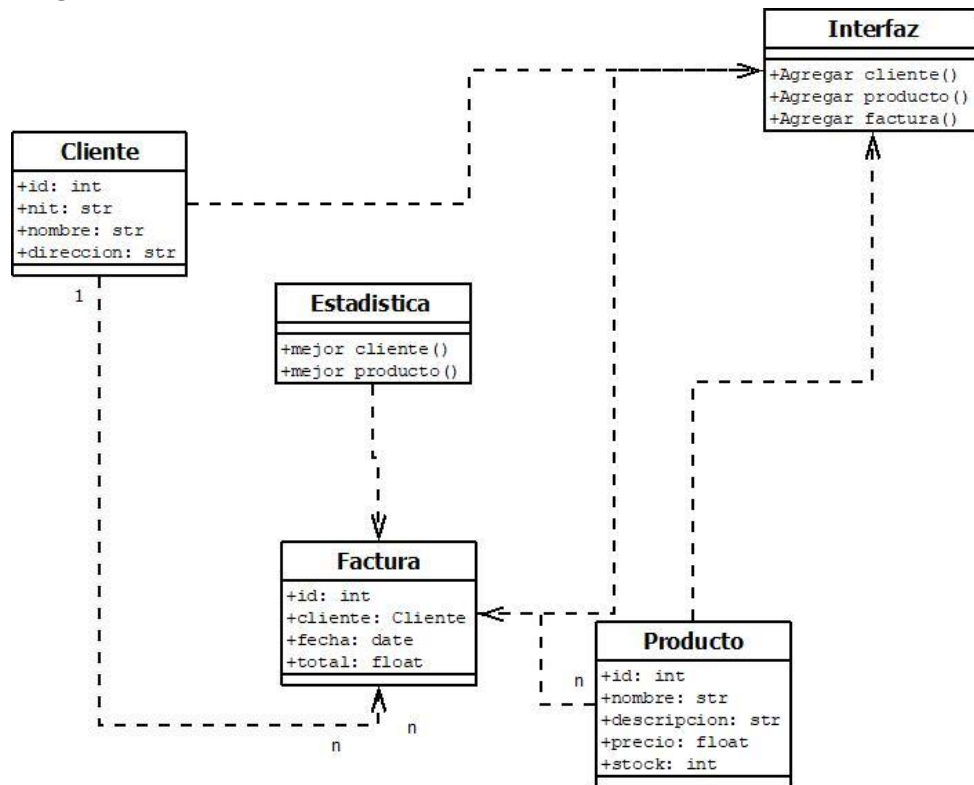 Interfaz
+Agregar cliente()
+Agregar producto()
+Agregar factura()
Cliente
+id: int
+nit: str
+nombre: str
+direccion: str
1
Estadistica
+mejor cliente()
+mejor producto()
Factura
+id: int
+cliente: Cliente
+fecha: date
+total: float
n
n
n
Producto
+id: int
+nombre: str
+descripcion: str
+precio: float
+stock: int